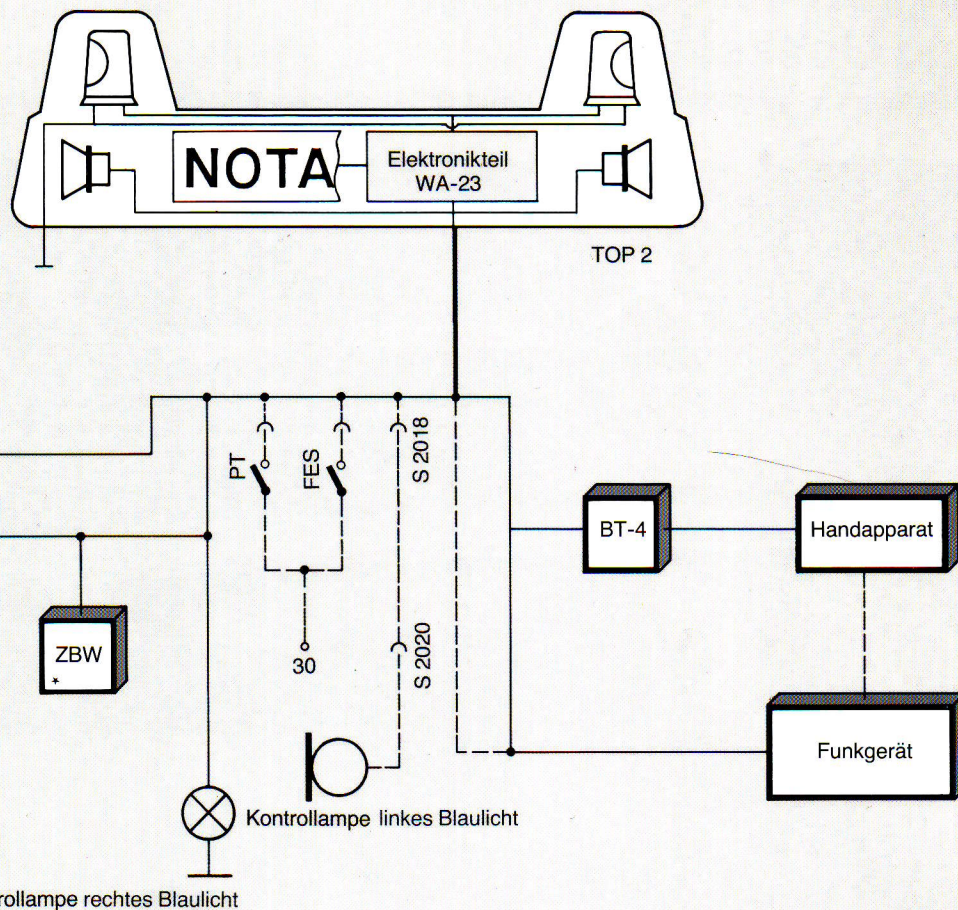 NOTA
Elektronikteil
WA-23
TOP 2
PT
FES
S 2018
BT-4
Handapparat
ZBW
*
30
S 2020
Funkgerät
Kontrollampe linkes Blaulicht
rollampe rechtes Blaulicht